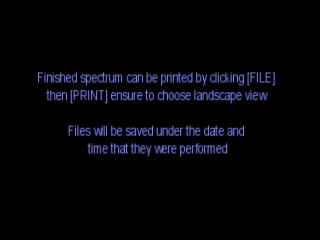 Finished spectrum can be printed by clicking [FILE]
then [PRINT] ensure to choose landscape view
Files will be saved under the date and
time that they were performed